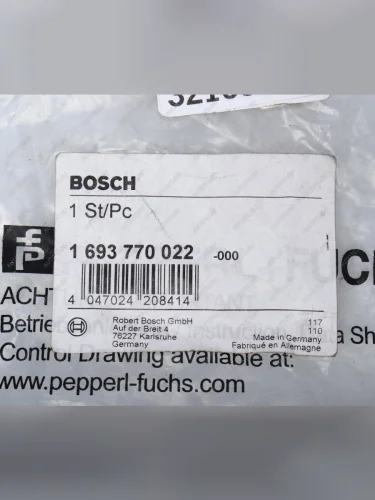 BOSCH
1 St/Pc
1 693 770 022 -000
4 047024 208414
Robert Bosch GmbH
Auf der Breit 4
76227 Karlsruhe
Germany
117
110
Made in Germany
Fabriqué en Allemagne
FUC
ACHT
Betrie
a Sh
Control Drawing available at:
www.pepperl-fuchs.com